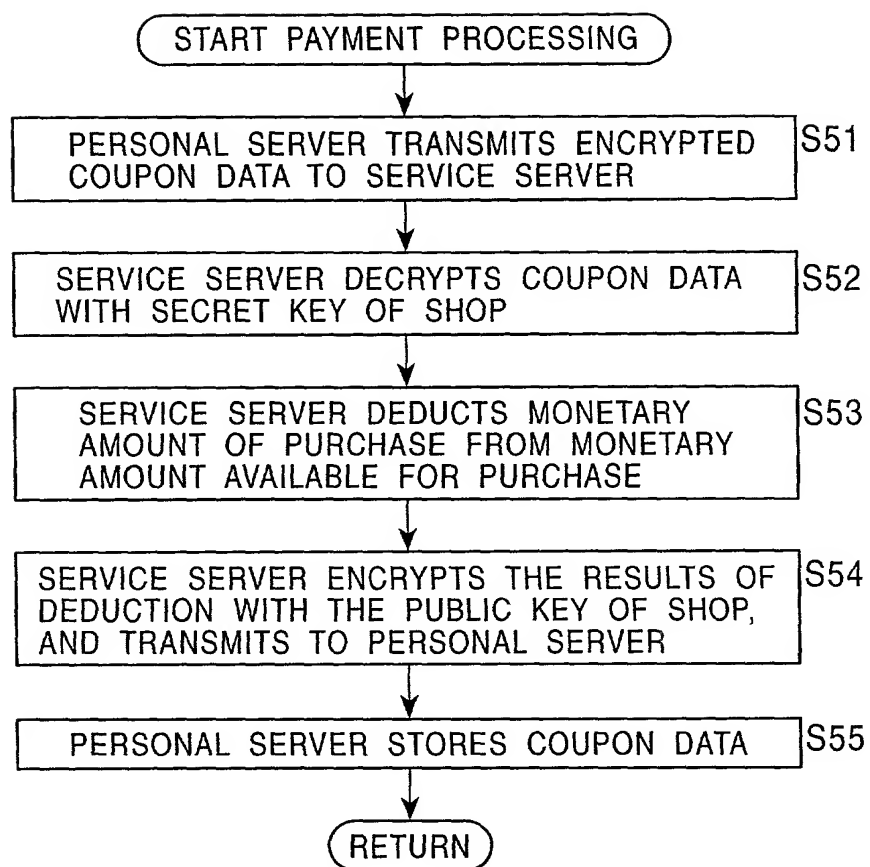 START PAYMENT PROCESSING
PERSONAL SERVER TRANSMITS ENCRYPTED
COUPON DATA TO SERVICE SERVER
S51
SERVICE SERVER DECRYPTS COUPON DATA
WITH SECRET KEY OF SHOP
S52
SERVICE SERVER DEDUCTS MONETARY
AMOUNT OF PURCHASE FROM MONETARY
AMOUNT AVAILABLE FOR PURCHASE
S53
SERVICE SERVER ENCRYPTS THE RESULTS OF
DEDUCTION WITH THE PUBLIC KEY OF SHOP,
AND TRANSMITS TO PERSONAL SERVER
S54
PERSONAL SERVER STORES COUPON DATA
S55
RETURN